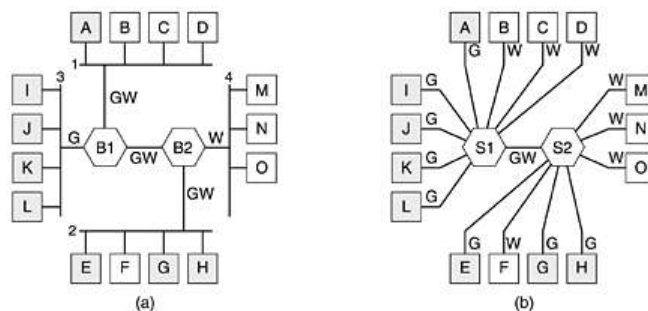 A B C D
1
3
4
GW
I
J
K
L
G
B1
GW
B2
W
GW
M
N
O
2
E F G H
(a)
A B C D
G W W W
I G
J G
K G
L G
S1
GW
S2
W M
W N
W O
G W G G
E F G H
(b)